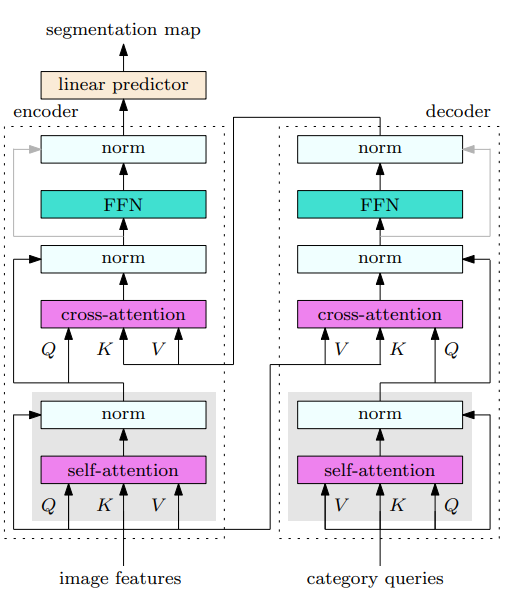 segmentation map
linear predictor
encoder
decoder
norm
norm
FFN
FFN
norm
norm
cross-attention
cross-attention
Q K V
V K Q
norm
norm
self-attention
self-attention
Q K V
V K Q
image features
category queries